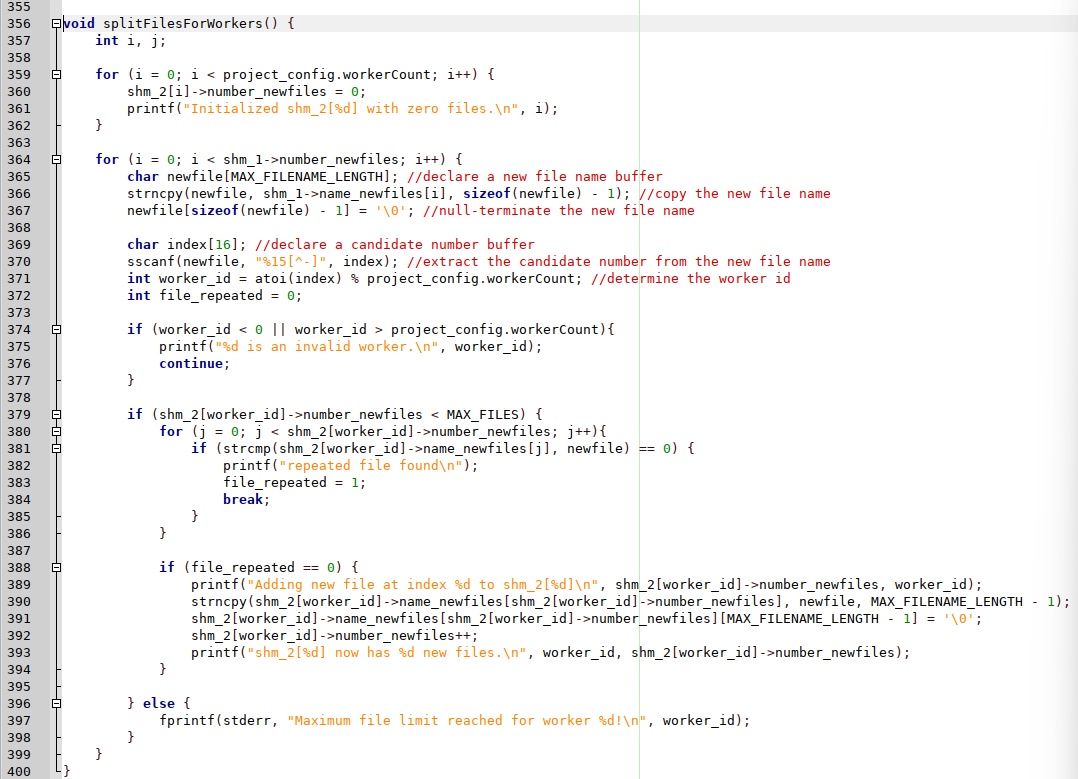 355
356 void splitFilesForWorkers() {
357     int i, j;
358
359     for (i = 0; i < project_config.workerCount; i++) {
360         shm_2[i]->number_newfiles = 0;
361         printf("Initialized shm_2[%d] with zero files.\n", i);
362     }
363
364     for (i = 0; i < shm_1->number_newfiles; i++) {
365         char newfile[MAX_FILENAME_LENGTH]; //declare a new file name buffer
366         strncpy(newfile, shm_1->name_newfiles[i], sizeof(newfile) - 1); //copy the new file name
367         newfile[sizeof(newfile) - 1] = '\0'; //null-terminate the new file name
368
369         char index[16]; //declare a candidate number buffer
370         sscanf(newfile, "%15[^-]", index); //extract the candidate number from the new file name
371         int worker_id = atoi(index) % project_config.workerCount; //determine the worker id
372         int file_repeated = 0;
373
374         if (worker_id < 0 || worker_id > project_config.workerCount){
375             printf("%d is an invalid worker.\n", worker_id);
376             continue;
377         }
378
379         if (shm_2[worker_id]->number_newfiles < MAX_FILES) {
380             for (j = 0; j < shm_2[worker_id]->number_newfiles; j++){
381                 if (strcmp(shm_2[worker_id]->name_newfiles[j], newfile) == 0) {
382                     printf("repeated file found\n");
383                     file_repeated = 1;
384                     break;
385                 }
386             }
387
388             if (file_repeated == 0) {
389                 printf("Adding new file at index %d to shm_2[%d]\n", shm_2[worker_id]->number_newfiles, worker_id);
390                 strncpy(shm_2[worker_id]->name_newfiles[shm_2[worker_id]->number_newfiles], newfile, MAX_FILENAME_LENGTH - 1);
391                 shm_2[worker_id]->name_newfiles[shm_2[worker_id]->number_newfiles][MAX_FILENAME_LENGTH - 1] = '\0';
392                 shm_2[worker_id]->number_newfiles++;
393                 printf("shm_2[%d] now has %d new files.\n", worker_id, shm_2[worker_id]->number_newfiles);
394             }
395
396         } else {
397             fprintf(stderr, "Maximum file limit reached for worker %d!\n", worker_id);
398         }
399     }
400 }